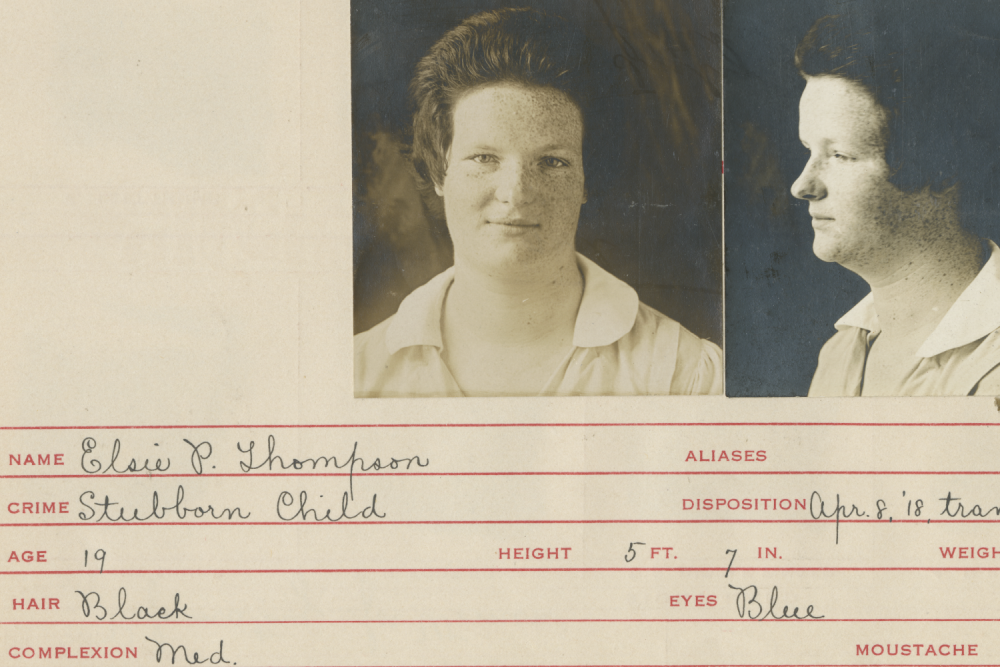 NAME Elsie P. Thompson ALIASES
CRIME Stubborn Child DISPOSITION Apr. 8, '18, tran
AGE 19 HEIGHT 5 FT. 7 IN. WEIGH
HAIR Black EYES Blue
COMPLEXION Med. MOUSTACHE